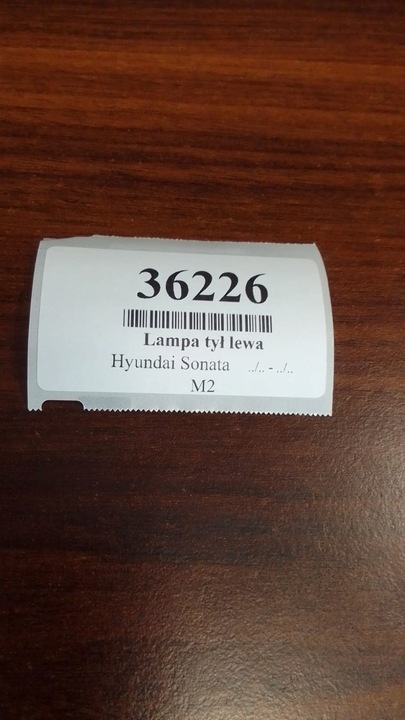 36226
Lampa tył lewa
Hyundai Sonata ../.. - ../..
M2